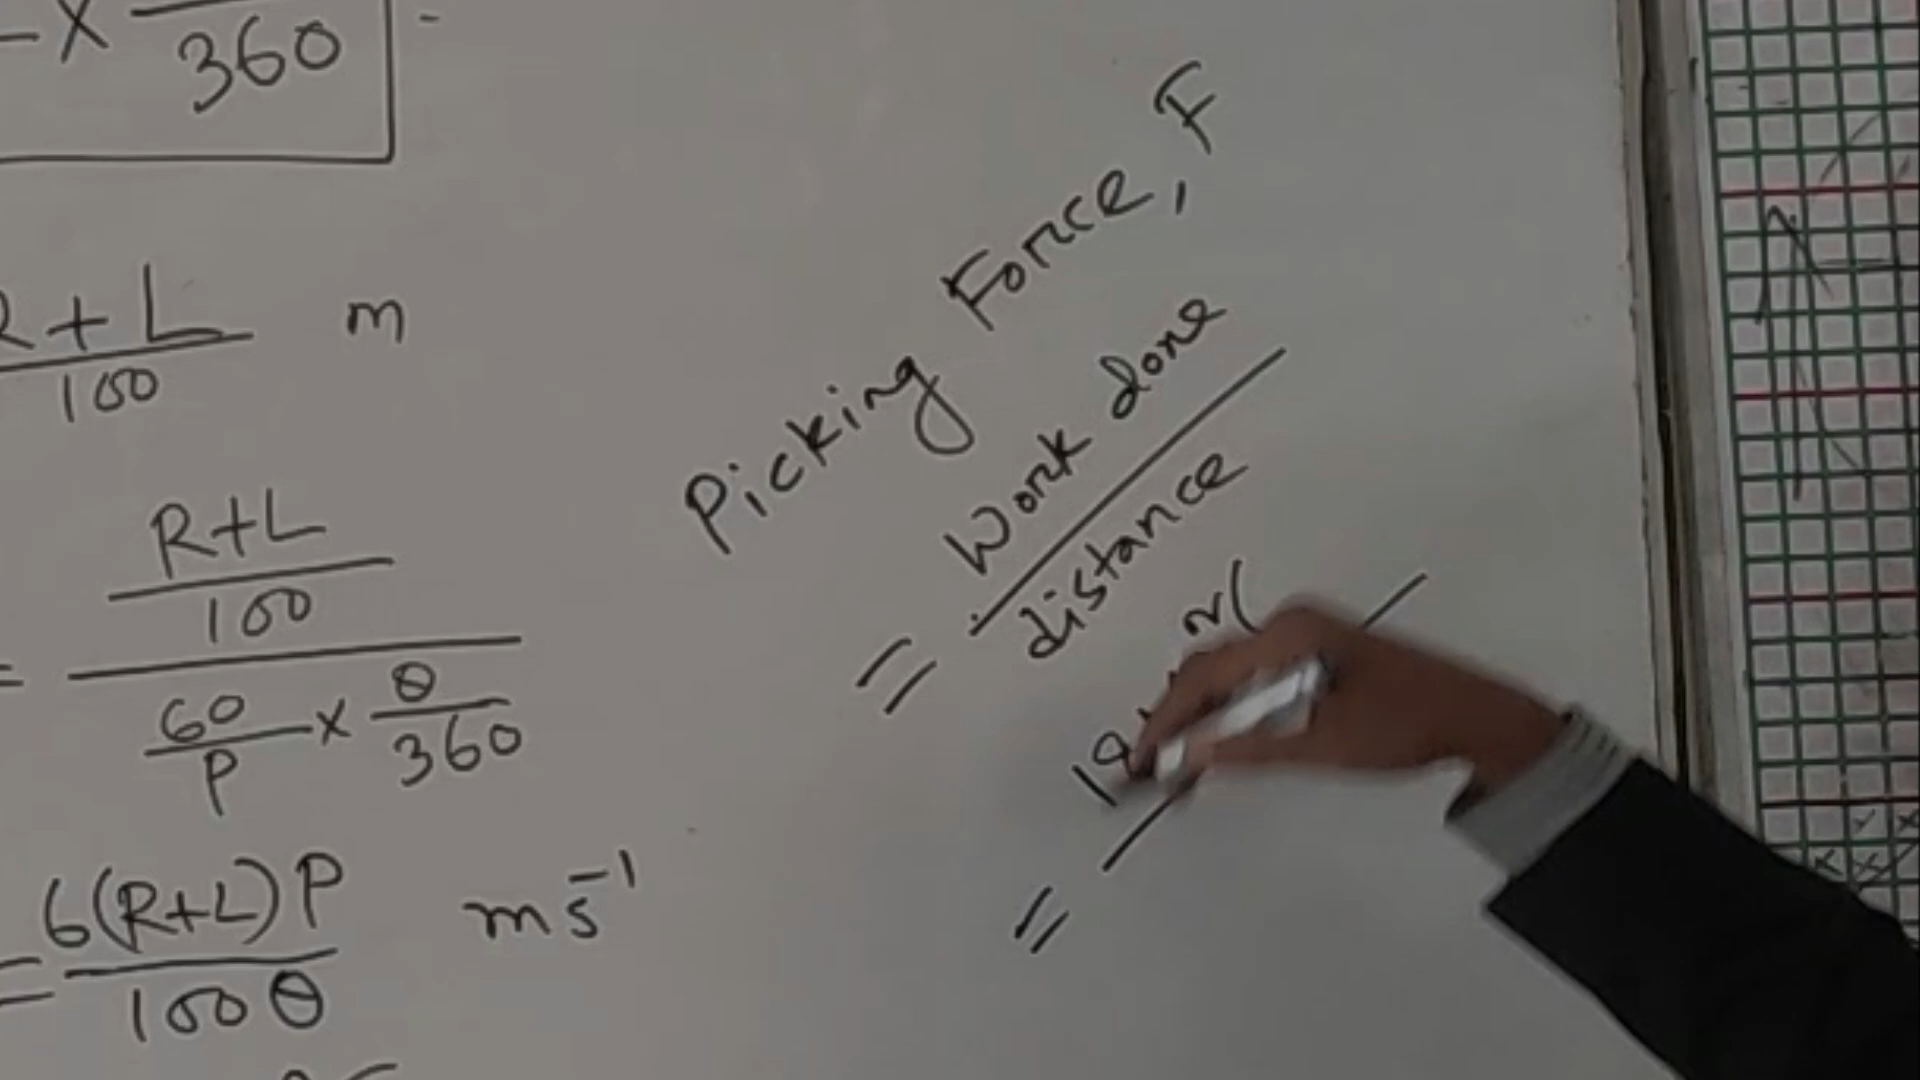 - x
360
R + L m
100
R+L
100
=
60 x θ
P 360
= 6(R+L)P ms⁻¹
100θ
Picking Force, F
= Work done
distance
=